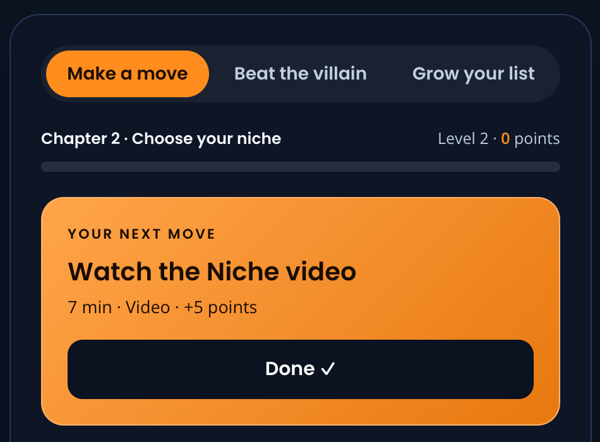 Make a move Beat the villain Grow your list
Chapter 2 · Choose your niche Level 2 · 0 points
YOUR NEXT MOVE
Watch the Niche video
7 min · Video · +5 points
Done ✓